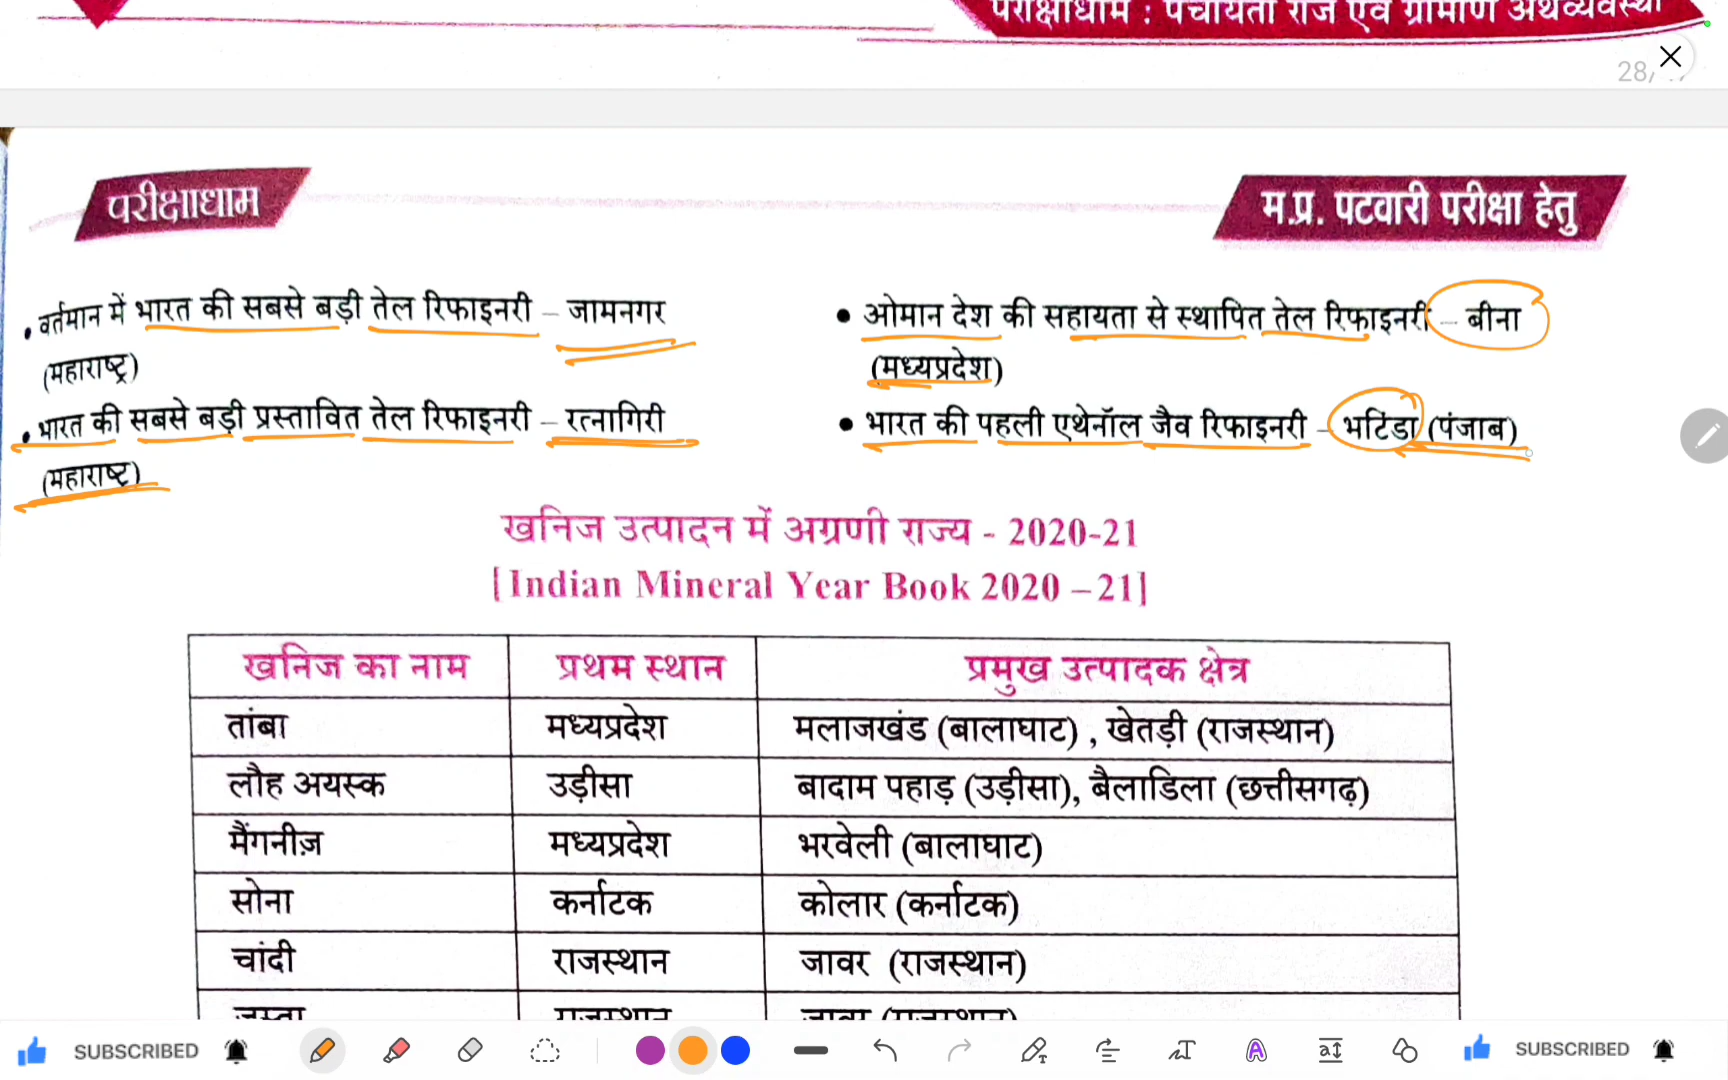 परीक्षाधाम : पंचायती राज एवं ग्रामीण अर्थव्यवस्था
28/
परीक्षाधाम
म.प्र. पटवारी परीक्षा हेतु
• वर्तमान में भारत की सबसे बड़ी तेल रिफाइनरी – जामनगर
(महाराष्ट्र)
• भारत की सबसे बड़ी प्रस्तावित तेल रिफाइनरी – रत्नागिरी
(महाराष्ट्र)
• ओमान देश की सहायता से स्थापित तेल रिफाइनरी – बीना
(मध्यप्रदेश)
• भारत की पहली एथेनॉल जैव रिफाइनरी – भटिंडा (पंजाब)
खनिज उत्पादन में अग्रणी राज्य - 2020-21
[Indian Mineral Year Book 2020 – 21]
खनिज का नाम प्रथम स्थान प्रमुख उत्पादक क्षेत्र
तांबा मध्यप्रदेश मलाजखंड (बालाघाट) , खेतड़ी (राजस्थान)
लौह अयस्क उड़ीसा बादाम पहाड़ (उड़ीसा), बैलाडिला (छत्तीसगढ़)
मैंगनीज़ मध्यप्रदेश भरवेली (बालाघाट)
सोना कर्नाटक कोलार (कर्नाटक)
चांदी राजस्थान जावर (राजस्थान)
जस्ता राजस्थान जावर (राजस्थान)
SUBSCRIBED
SUBSCRIBED